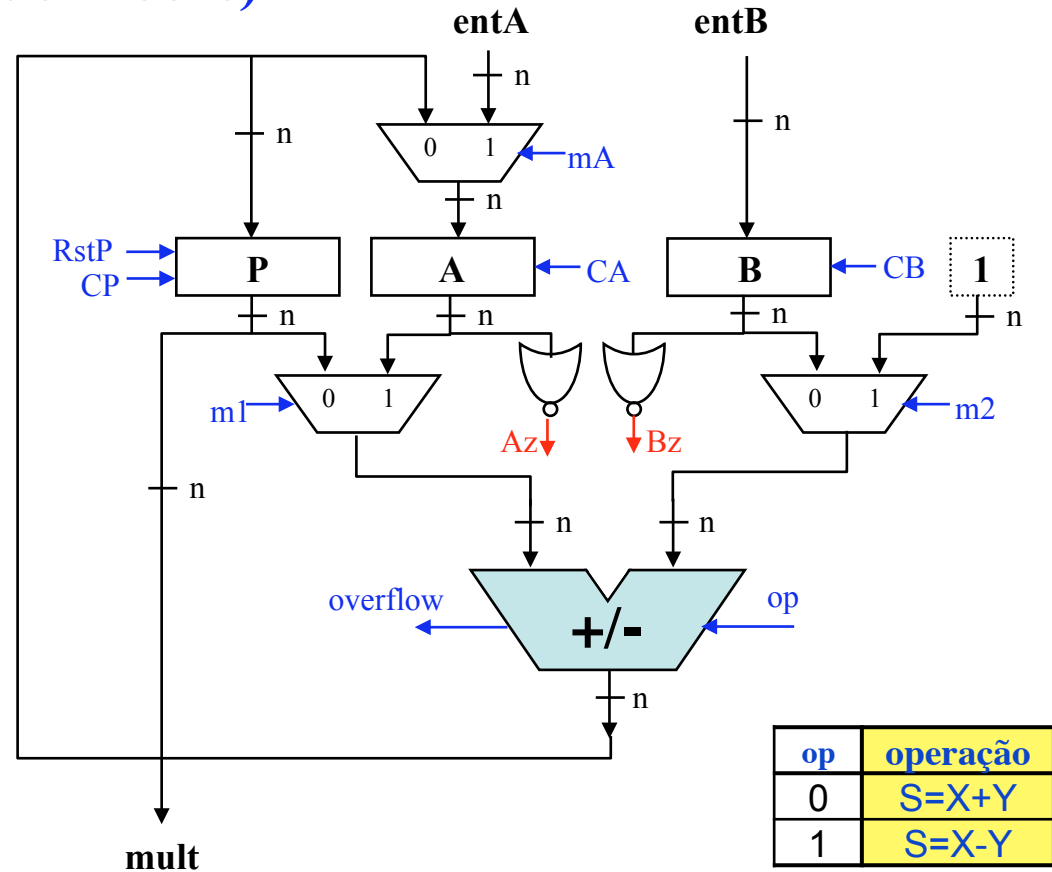 entA
entB
n
n
n
0 1
mA
n
RstP
CP
P
A
CA
B
CB
1
n
n
n
n
0 1
m1
Az
Bz
0 1
m2
n
n
n
overflow
+/-
op
n
mult
op operação
0 S=X+Y
1 S=X-Y